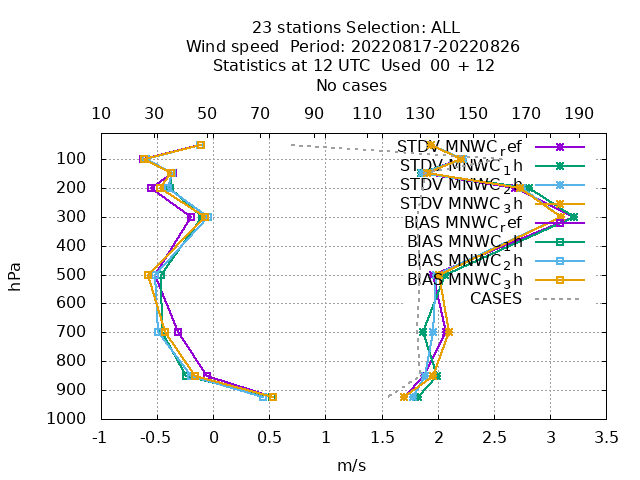 23 stations Selection: ALL
Wind speed  Period: 20220817-20220826
Statistics at 12 UTC  Used  00 + 12
No cases
10 30 50 70 90 110 130 150 170 190
STDV MNWC_ref
100
STDV MNWC_1h
STDV MNWC_2h
200
STDV MNWC_3h
300
BIAS MNWC_ref
400
BIAS MNWC_1h
BIAS MNWC_2h
500
BIAS MNWC_3h
600
CASES
700
800
900
1000
hPa
-1 -0.5 0 0.5 1 1.5 2 2.5 3 3.5
m/s